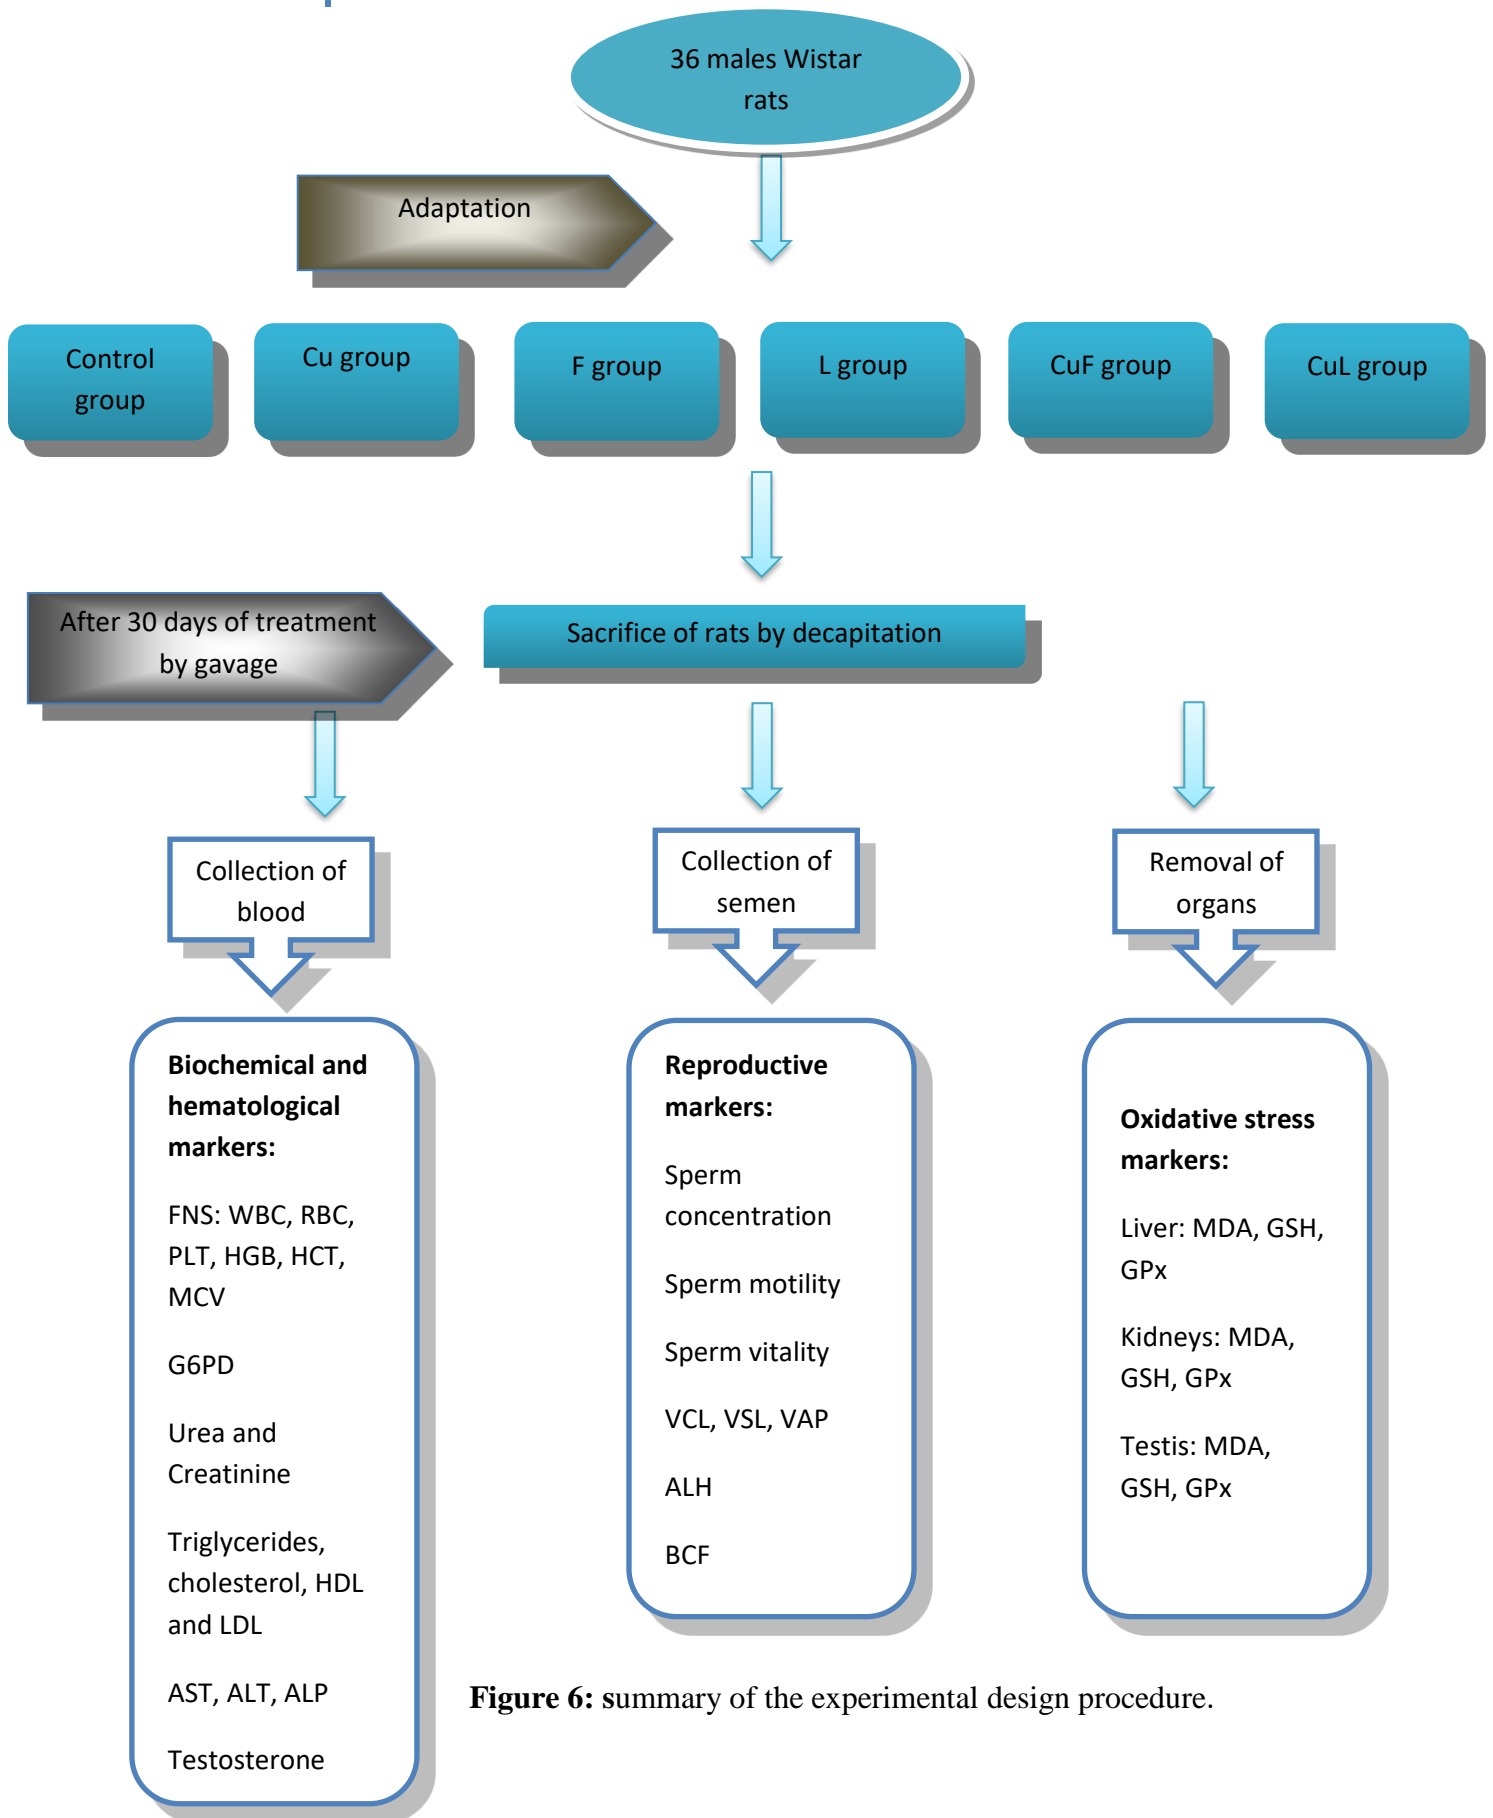 36 males Wistar
rats
Adaptation
Control
group
Cu group
F group
L group
CuF group
CuL group
After 30 days of treatment
by gavage
Sacrifice of rats by decapitation
Collection of
blood
Collection of
semen
Removal of
organs
Biochemical and
hematological
markers:
FNS: WBC, RBC,
PLT, HGB, HCT,
MCV
G6PD
Urea and
Creatinine
Triglycerides,
cholesterol, HDL
and LDL
AST, ALT, ALP
Testosterone
Reproductive
markers:
Sperm
concentration
Sperm motility
Sperm vitality
VCL, VSL, VAP
ALH
BCF
Oxidative stress
markers:
Liver: MDA, GSH,
GPx
Kidneys: MDA,
GSH, GPx
Testis: MDA,
GSH, GPx
Figure 6: summary of the experimental design procedure.